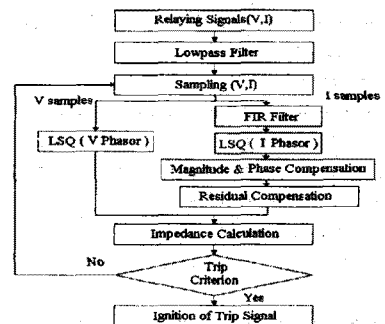 Relaying Signals(V,I)
Lowpass Filter
Sampling (V,I)
V samples
I samples
FIR Filter
LSQ ( V Phasor )
LSQ ( I Phasor )
Magnitude & Phase Compensation
Residual Compensation
Impedance Calculation
No
Trip
Criterion
Yes
Ignition of Trip Signal